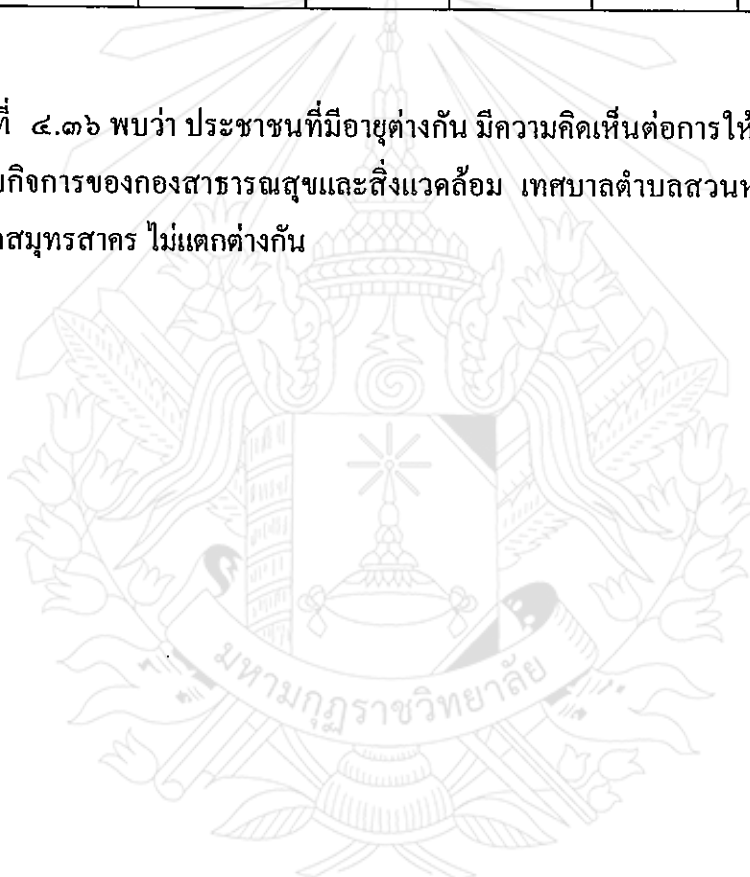 ที่ ๔.๓๖ พบว่า ประชาชนที่มีอายุต่างกัน มีความคิดเห็นต่อการให้
กิจการของกองสาธารณสุขและสิ่งแวดล้อม เทศบาลตำบลสวน
สมุทรสาคร ไม่แตกต่างกัน
มหามกุฏราชวิทยาลัย